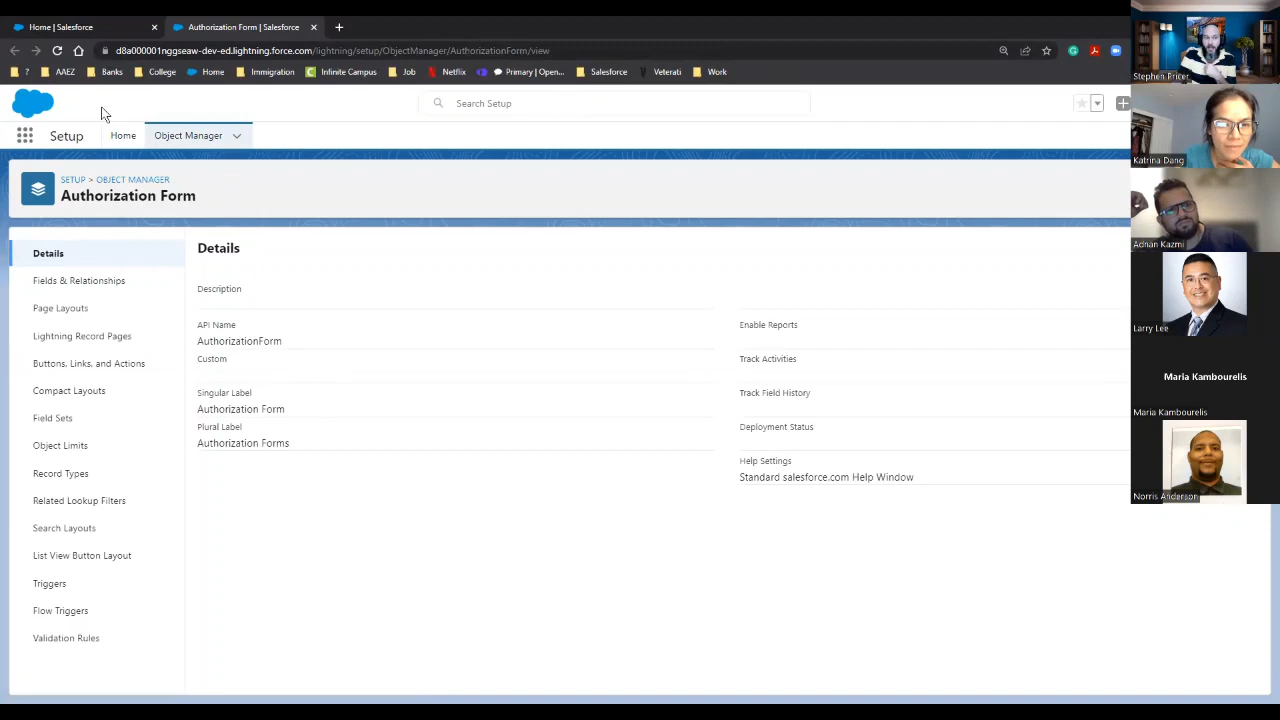 Home | Salesforce
Authorization Form | Salesforce
d8a000001nggseaw-dev-ed.lightning.force.com/lightning/setup/ObjectManager/AuthorizationForm/view
?
AAEZ
Banks
College
Home
Immigration
Infinite Campus
Job
Netflix
Primary | Open...
Salesforce
Veterati
Work
Search Setup
Setup
Home
Object Manager
SETUP > OBJECT MANAGER
Authorization Form
Details
Fields & Relationships
Page Layouts
Lightning Record Pages
Buttons, Links, and Actions
Compact Layouts
Field Sets
Object Limits
Record Types
Related Lookup Filters
Search Layouts
List View Button Layout
Triggers
Flow Triggers
Validation Rules
Details
Description
API Name
AuthorizationForm
Custom
Singular Label
Authorization Form
Plural Label
Authorization Forms
Enable Reports
Track Activities
Track Field History
Deployment Status
Help Settings
Standard salesforce.com Help Window
Stephen Pricer
Katrina Dang
Adnan Kazmi
Larry Lee
Maria Kambourelis
Maria Kambourelis
Norris Anderson